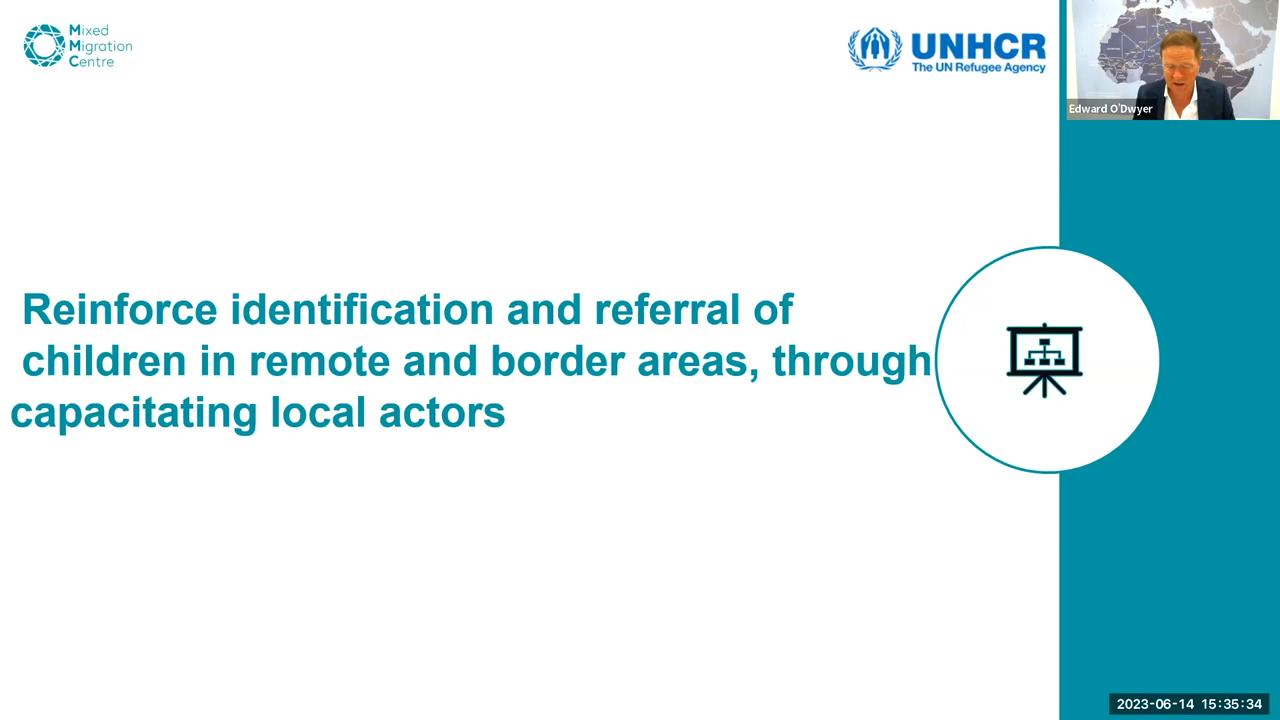 Mixed
Migration
Centre
UNHCR
The UN Refugee Agency
Edward O'Dwyer
Reinforce identification and referral of
children in remote and border areas, through
capacitating local actors
2023-06-14 15:35:34